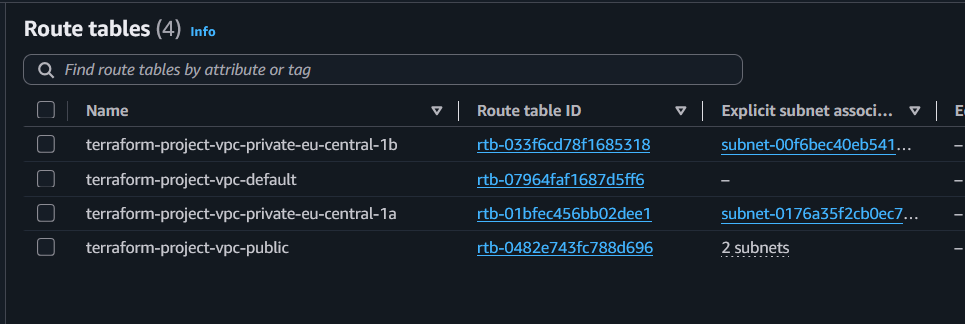 Route tables (4) Info
Find route tables by attribute or tag
Name Route table ID Explicit subnet associ...
terraform-project-vpc-private-eu-central-1b rtb-033f6cd78f1685318 subnet-00f6bec40eb541... –
terraform-project-vpc-default rtb-07964faf1687d5ff6 – –
terraform-project-vpc-private-eu-central-1a rtb-01bfec456bb02dee1 subnet-0176a35f2cb0ec7... –
terraform-project-vpc-public rtb-0482e743fc788d696 2 subnets –